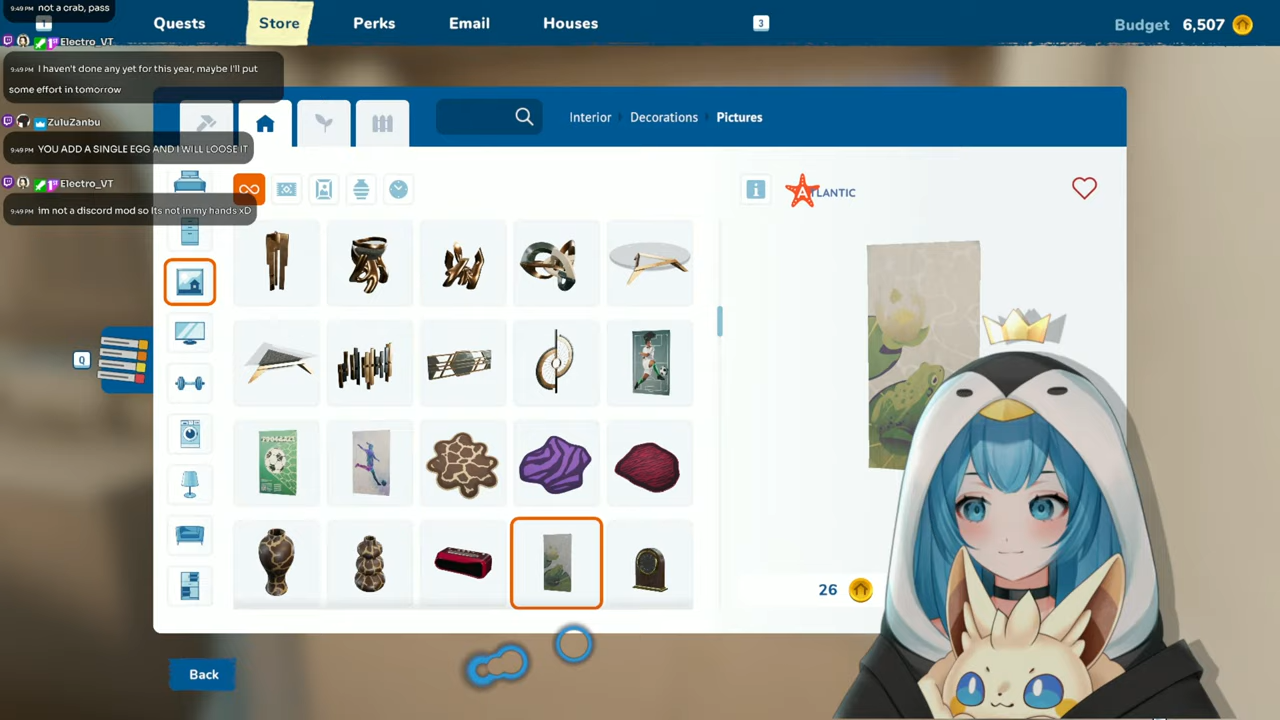 9:49 PM not a crab, pass
1 Quests Store Perks Email Houses 3 Budget 6,507
Electro_VT
9:49 PM I haven't done any yet for this year, maybe I'll put
some effort in tomorrow
ZuluZanbu
9:49 PM YOU ADD A SINGLE EGG AND I WILL LOOSE IT
Electro_VT
9:49 PM im not a discord mod so Its not in my hands xD
Interior Decorations Pictures
i ATLANTIC
Q
79044721
26
Back